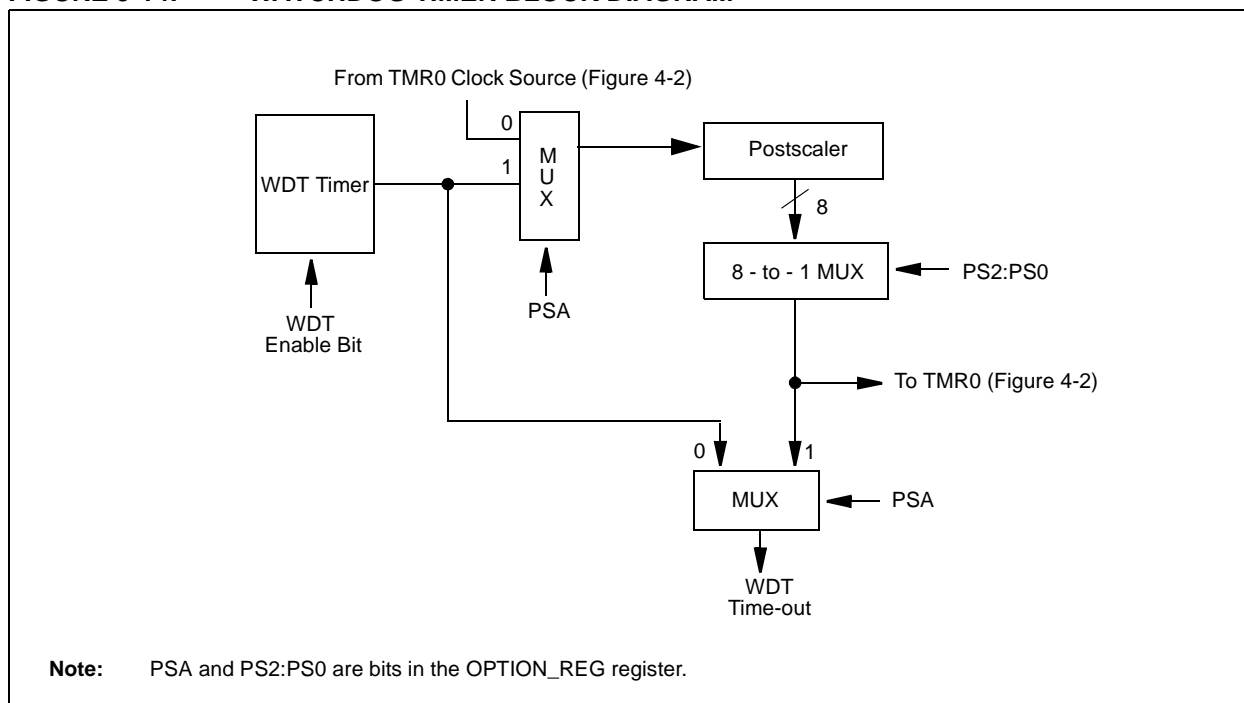 From TMR0 Clock Source (Figure 4-2)
0
1
M
U
X
WDT Timer
Postscaler
8
8 - to - 1 MUX
PS2:PS0
PSA
WDT
Enable Bit
To TMR0 (Figure 4-2)
0
1
MUX
PSA
WDT
Time-out
Note: PSA and PS2:PS0 are bits in the OPTION_REG register.